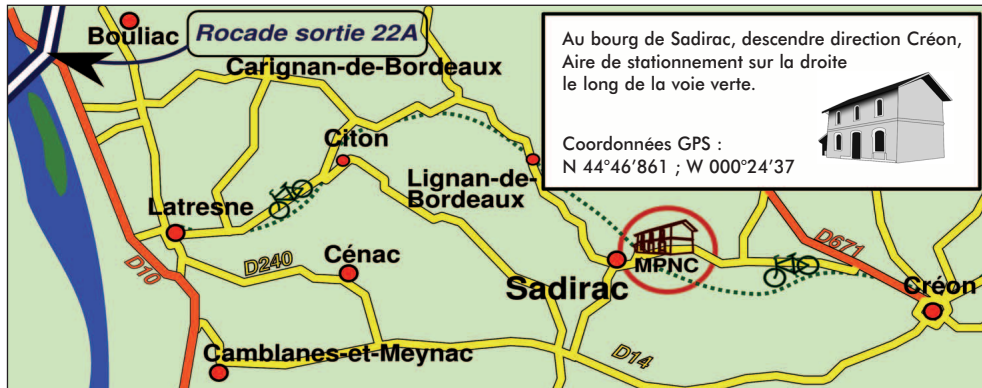 Bouliac
Rocade sortie 22A
Carignan-de-Bordeaux
Au bourg de Sadirac, descendre direction Créon,
Aire de stationnement sur la droite
le long de la voie verte.
Coordonnées GPS :
N 44°46’861 ; W 000°24’37
Citon
Lignan-de-
Bordeaux
Latresne
D10
D240
Cénac
Sadirac
MPNC
D671
Créon
Camblanes-et-Meynac
D14